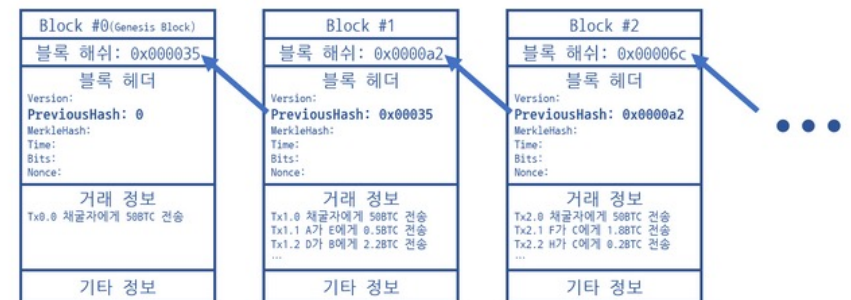 Block #0(Genesis Block)
블록 해쉬: 0x000035
블록 헤더
Version:
PreviousHash: 0
MerkleHash:
Time:
Bits:
Nonce:
거래 정보
Tx0.0 채굴자에게 50BTC 전송
기타 정보
Block #1
블록 해쉬: 0x0000a2
블록 헤더
Version:
PreviousHash: 0x00035
MerkleHash:
Time:
Bits:
Nonce:
거래 정보
Tx1.0 채굴자에게 50BTC 전송
Tx1.1 A가 E에게 0.5BTC 전송
Tx1.2 D가 B에게 2.2BTC 전송
...
기타 정보
Block #2
블록 해쉬: 0x00006c
블록 헤더
Version:
PreviousHash: 0x0000a2
MerkleHash:
Time:
Bits:
Nonce:
거래 정보
Tx2.0 채굴자에게 50BTC 전송
Tx2.1 F가 C에게 1.8BTC 전송
Tx2.2 H가 C에게 0.2BTC 전송
...
기타 정보